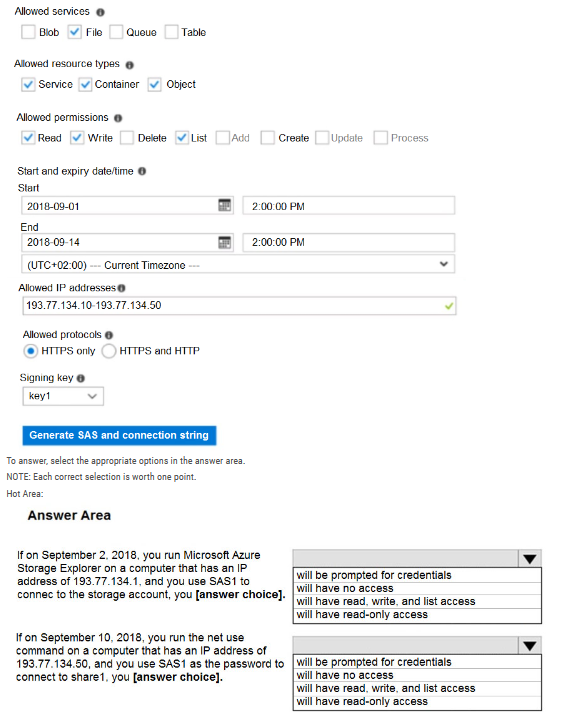 Allowed services
Blob File Queue Table
Allowed resource types
Service Container Object
Allowed permissions
Read Write Delete List Add Create Update Process
Start and expiry date/time
Start
2018-09-01 2:00:00 PM
End
2018-09-14 2:00:00 PM
(UTC+02:00) --- Current Timezone ---
Allowed IP addresses
193.77.134.10-193.77.134.50
Allowed protocols
HTTPS only HTTPS and HTTP
Signing key
key1
Generate SAS and connection string
To answer, select the appropriate options in the answer area.
NOTE: Each correct selection is worth one point.
Hot Area:
Answer Area
If on September 2, 2018, you run Microsoft Azure
Storage Explorer on a computer that has an IP
address of 193.77.134.1, and you use SAS1 to
connec to the storage account, you [answer choice].
will be prompted for credentials
will have no access
will have read, write, and list access
will have read-only access
If on September 10, 2018, you run the net use
command on a computer that has an IP address of
193.77.134.50, and you use SAS1 as the password to
connect to share1, you [answer choice].
will be prompted for credentials
will have no access
will have read, write, and list access
will have read-only access